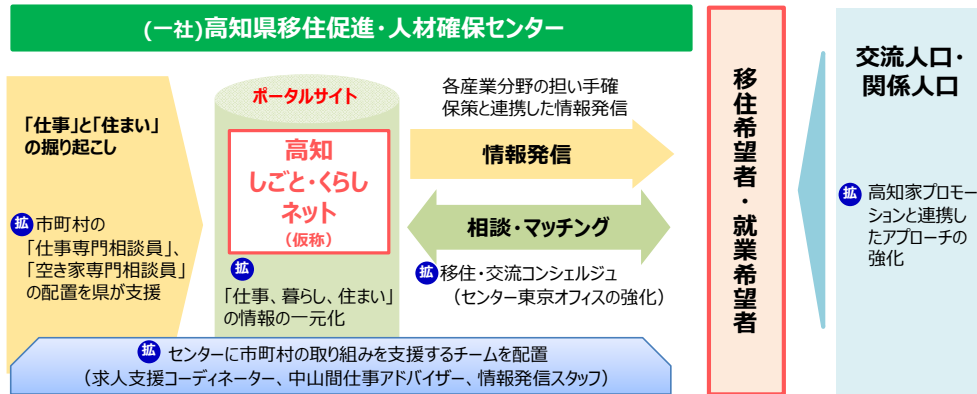 (一社)高知県移住促進・人材確保センター
「仕事」と「住まい」
の掘り起こし
拡 市町村の
「仕事専門相談員」、
「空き家専門相談員」
の配置を県が支援
ポータルサイト
高知
しごと・くらし
ネット
(仮称)
拡
「仕事、暮らし、住まい」
の情報の一元化
各産業分野の担い手確
保策と連携した情報発信
情報発信
相談・マッチング
拡 移住・交流コンシェルジュ
(センター東京オフィスの強化)
拡 センターに市町村の取り組みを支援するチームを配置
(求人支援コーディネーター、中山間仕事アドバイザー、情報発信スタッフ)
移住希望者・就業希望者
交流人口・
関係人口
拡 高知家プロモー
ションと連携し
たアプローチの
強化